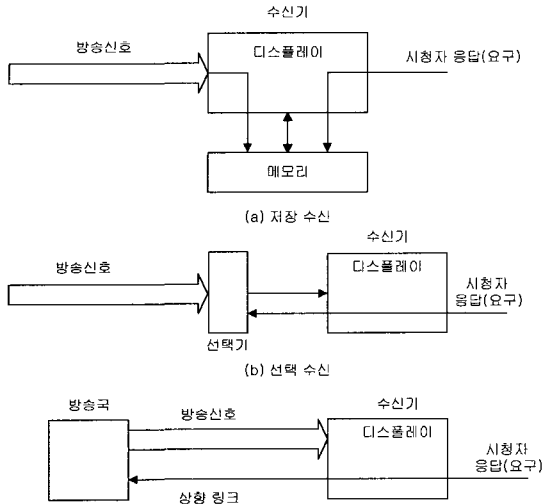 수신기
방송신호
디스플레이
시청자 응답(요구)
메모리
(a) 저장 수신
수신기
방송신호
디스플레이
시청자
응답(요구)
선택기
(b) 선택 수신
방송국
방송신호
수신기
디스플레이
시청자
응답(요구)
상향 링크